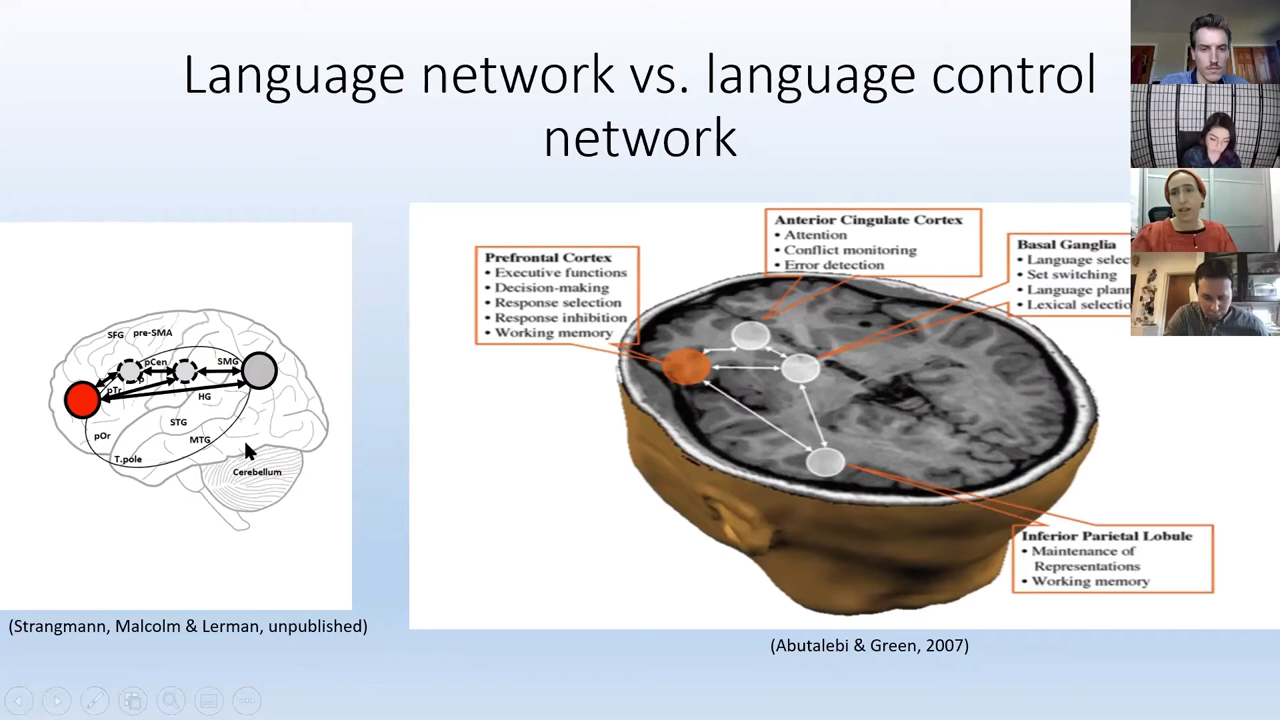 Language network vs. language control
network
SFG pre-SMA
pCen
SMG
pTr
HG
STG
pOr
MTG
T.pole
Cerebellum
(Strangmann, Malcolm & Lerman, unpublished)
Prefrontal Cortex
• Executive functions
• Decision-making
• Response selection
• Response inhibition
• Working memory
Anterior Cingulate Cortex
• Attention
• Conflict monitoring
• Error detection
Basal Ganglia
• Language selec
• Set switching
• Language plann
• Lexical selectio
Inferior Parietal Lobule
• Maintenance of
Representations
• Working memory
(Abutalebi & Green, 2007)